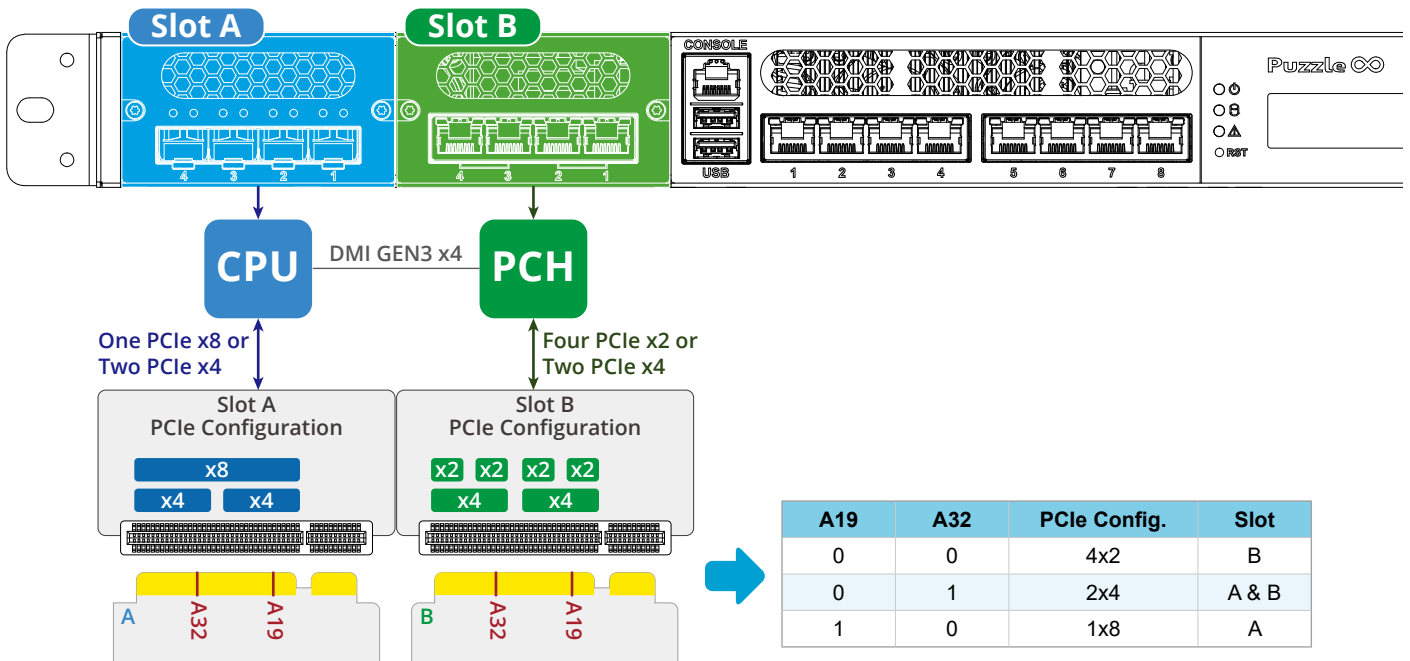 Slot A
Slot B
CONSOLE
USB
4 3 2 1
4 3 2 1
1 2 3 4 5 6 7 8
Puzzle
RST
CPU
DMI GEN3 x4
PCH
One PCIe x8 or
Two PCIe x4
Four PCIe x2 or
Two PCIe x4
Slot A
PCIe Configuration
x8
x4 x4
Slot B
PCIe Configuration
x2 x2 x2 x2
x4 x4
A
A32
A19
B
A32
A19
A19 A32 PCIe Config. Slot
0 0 4x2 B
0 1 2x4 A & B
1 0 1x8 A